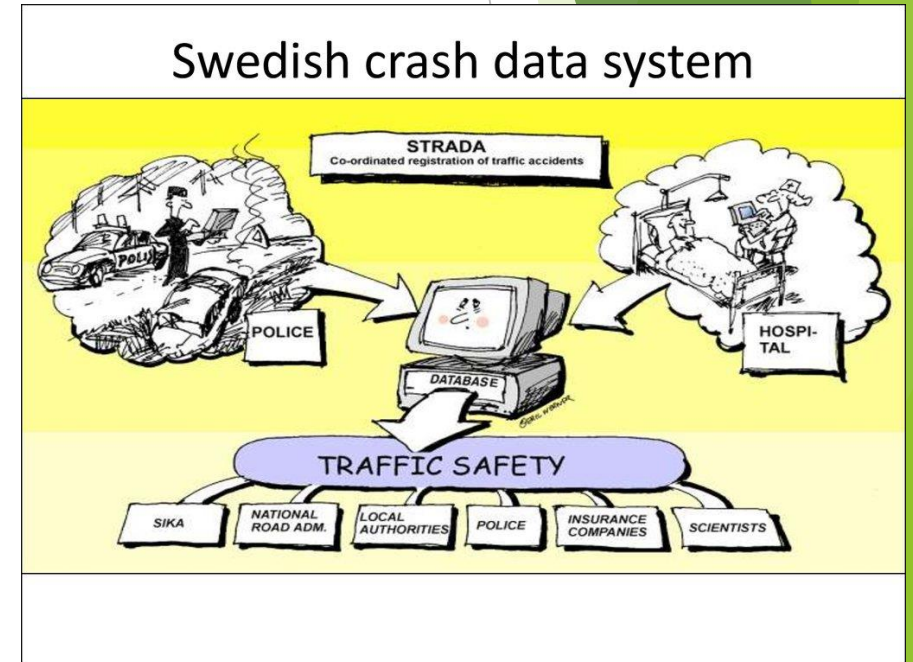 Swedish crash data system
STRADA
Co-ordinated registration of traffic accidents
POLIS
POLICE
HOSPI-
TAL
DATABASE
TRAFFIC SAFETY
SIKA
NATIONAL
ROAD ADM.
LOCAL
AUTHORITIES
POLICE
INSURANCE
COMPANIES
SCIENTISTS